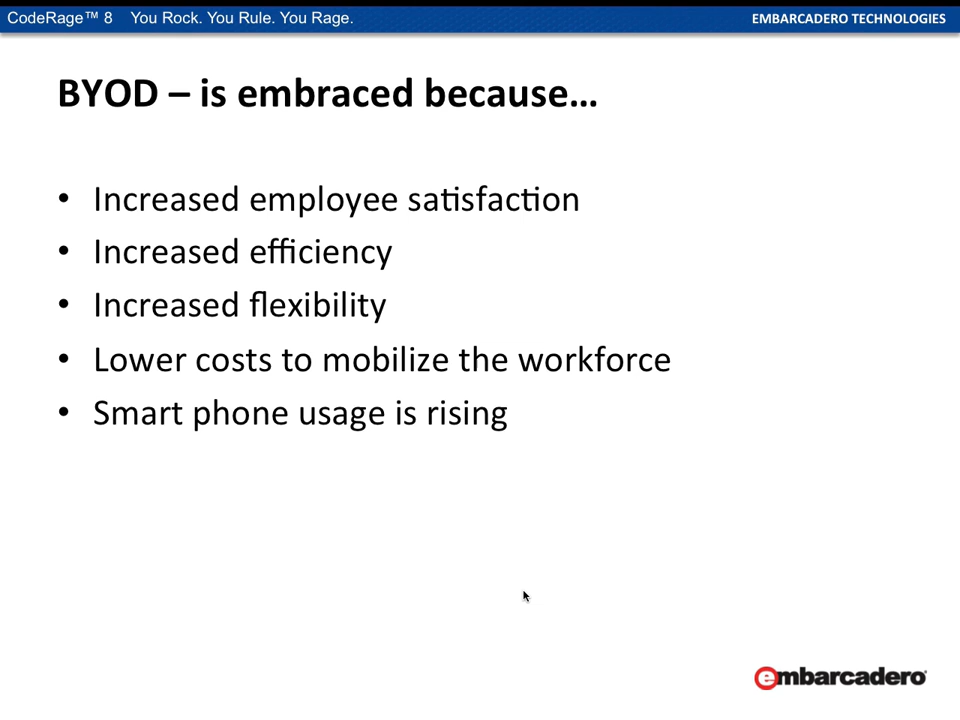 CodeRage™ 8 You Rock. You Rule. You Rage. EMBARCADERO TECHNOLOGIES
BYOD – is embraced because...
• Increased employee satisfaction
• Increased efficiency
• Increased flexibility
• Lower costs to mobilize the workforce
• Smart phone usage is rising
embarcadero